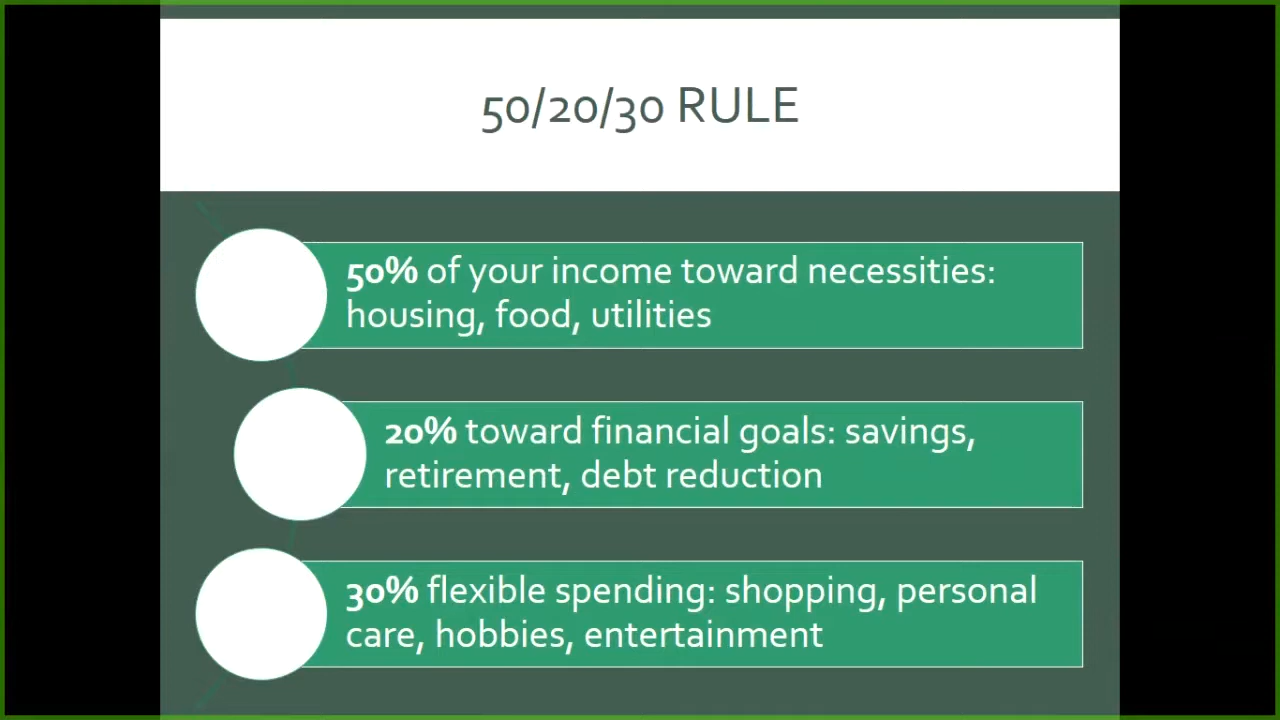 50/20/30 RULE
50% of your income toward necessities:
housing, food, utilities
20% toward financial goals: savings,
retirement, debt reduction
30% flexible spending: shopping, personal
care, hobbies, entertainment